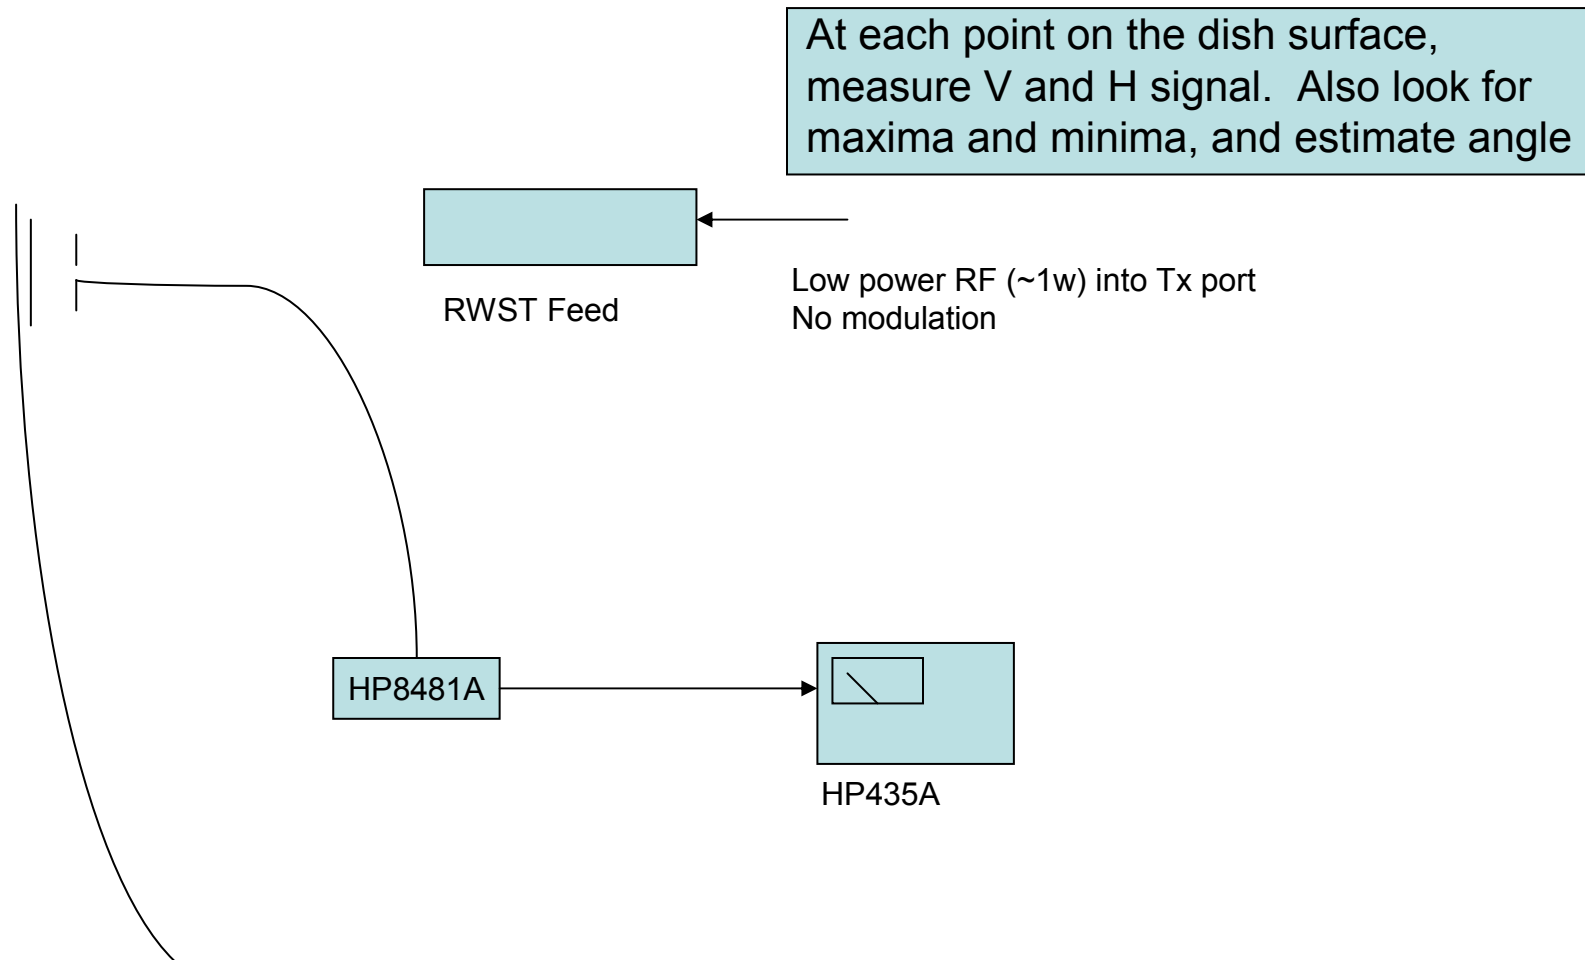 At each point on the dish surface,
measure V and H signal.  Also look for
maxima and minima, and estimate angle
RWST Feed
Low power RF (~1w) into Tx port
No modulation
HP8481A
HP435A